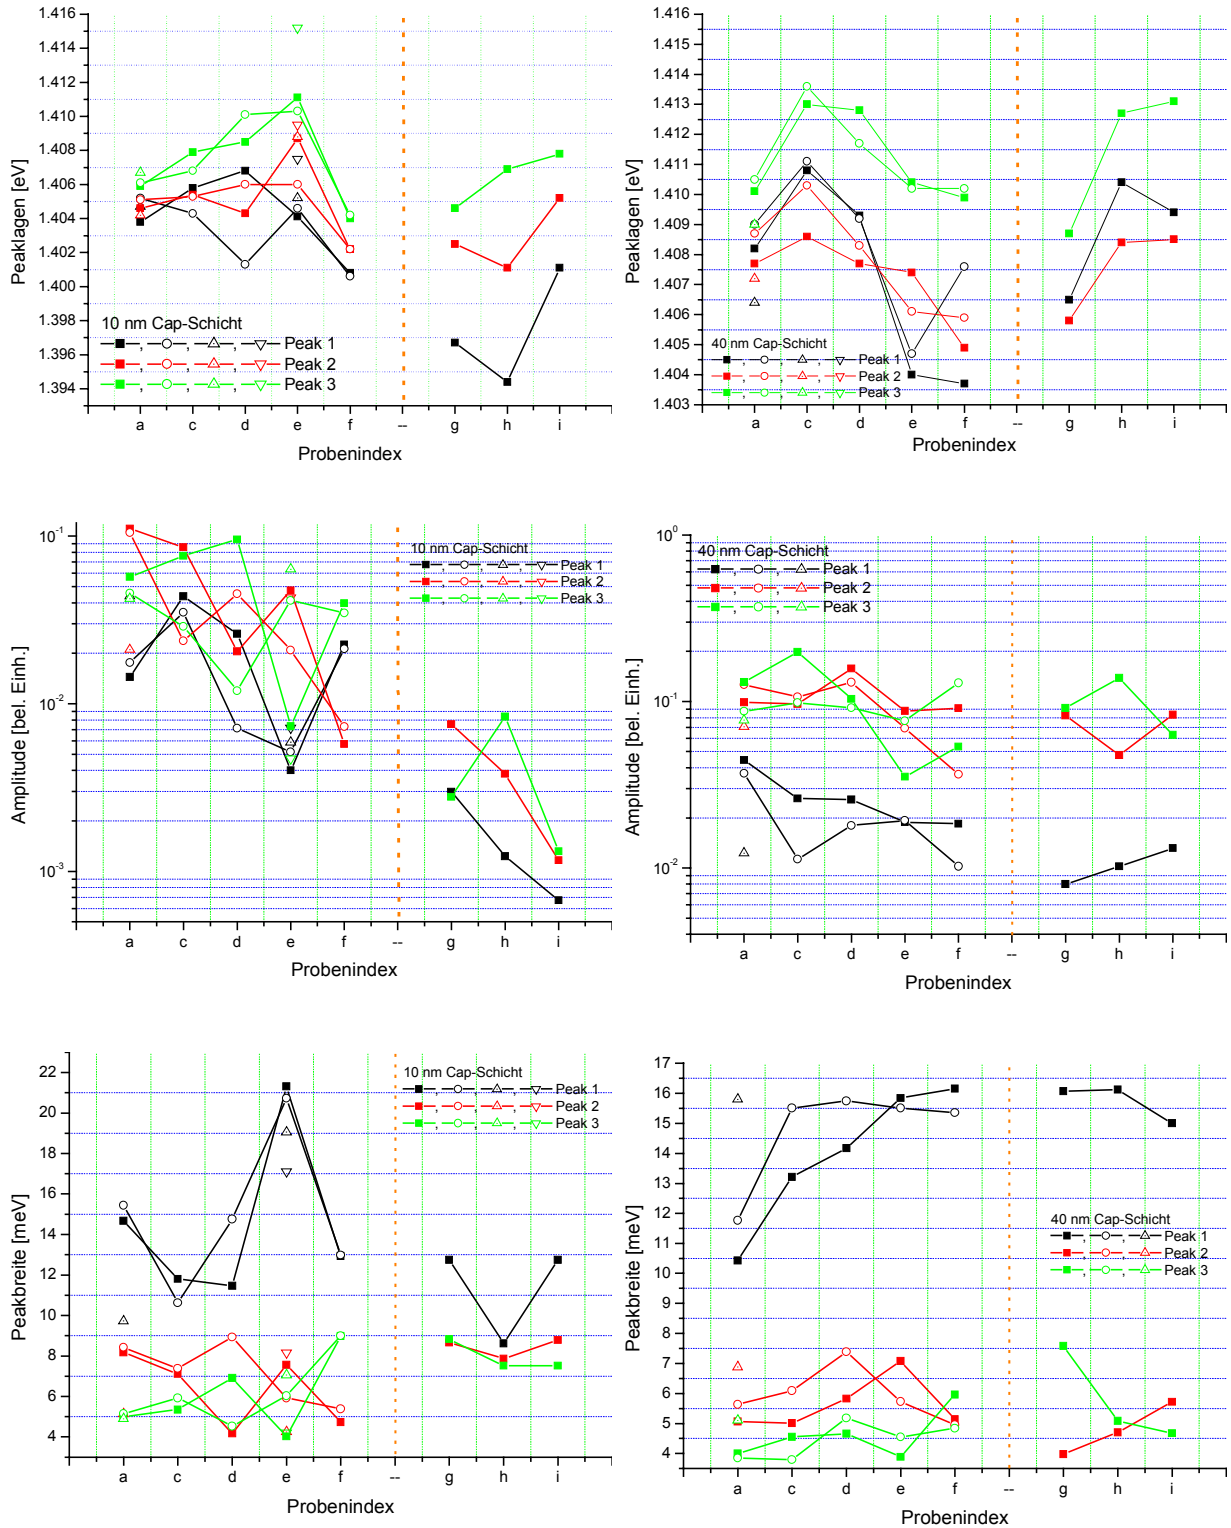 1.416
1.414
1.412
1.410
1.408
1.406
1.404
1.402
1.400
1.398
1.396
1.394
Peaklagen [eV]
10 nm Cap-Schicht
, , , Peak 1
, , , Peak 2
, , , Peak 3
a c d e f -- g h i
Probenindex
1.416
1.415
1.414
1.413
1.412
1.411
1.410
1.409
1.408
1.407
1.406
1.405
1.404
1.403
Peaklagen [eV]
40 nm Cap-Schicht
, , , Peak 1
, , , Peak 2
, , , Peak 3
a c d e f -- g h i
Probenindex
10^-1
10^-2
10^-3
Amplitude [bel. Einh.]
10 nm Cap-Schicht
, , , Peak 1
, , , Peak 2
, , , Peak 3
a c d e f -- g h i
Probenindex
10^0
10^-1
10^-2
Amplitude [bel. Einh.]
40 nm Cap-Schicht
, , Peak 1
, , Peak 2
, , Peak 3
a c d e f -- g h i
Probenindex
22
20
18
16
14
12
10
8
6
4
Peakbreite [meV]
10 nm Cap-Schicht
, , , Peak 1
, , , Peak 2
, , , Peak 3
a c d e f -- g h i
Probenindex
17
16
15
14
13
12
11
10
9
8
7
6
5
4
Peakbreite [meV]
40 nm Cap-Schicht
, , Peak 1
, , Peak 2
, , Peak 3
a b d e f -- g h i
Probenindex